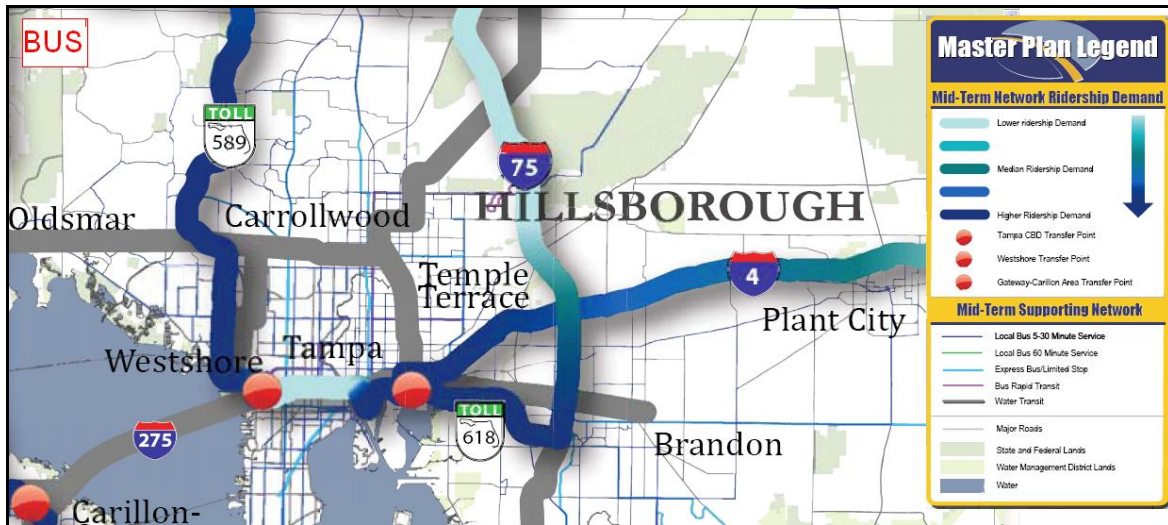 BUS
TOLL
589
75
Oldsmar
Carrollwood
HILLSBOROUGH
Temple
Terrace
4
Plant City
Westshore
Tampa
TOLL
618
275
Brandon
Carillon-
Master Plan Legend
Mid-Term Network Ridership Demand
Lower ridership Demand
Median Ridership Demand
Higher Ridership Demand
Tampa CBD Transfer Point
Westshore Transfer Point
Gateway-Carillon Area Transfer Point
Mid-Term Supporting Network
Local Bus 5-30 Minute Service
Local Bus 60 Minute Service
Express Bus/Limited Stop
Bus Rapid Transit
Water Transit
Major Roads
State and Federal Lands
Water Management District Lands
Water